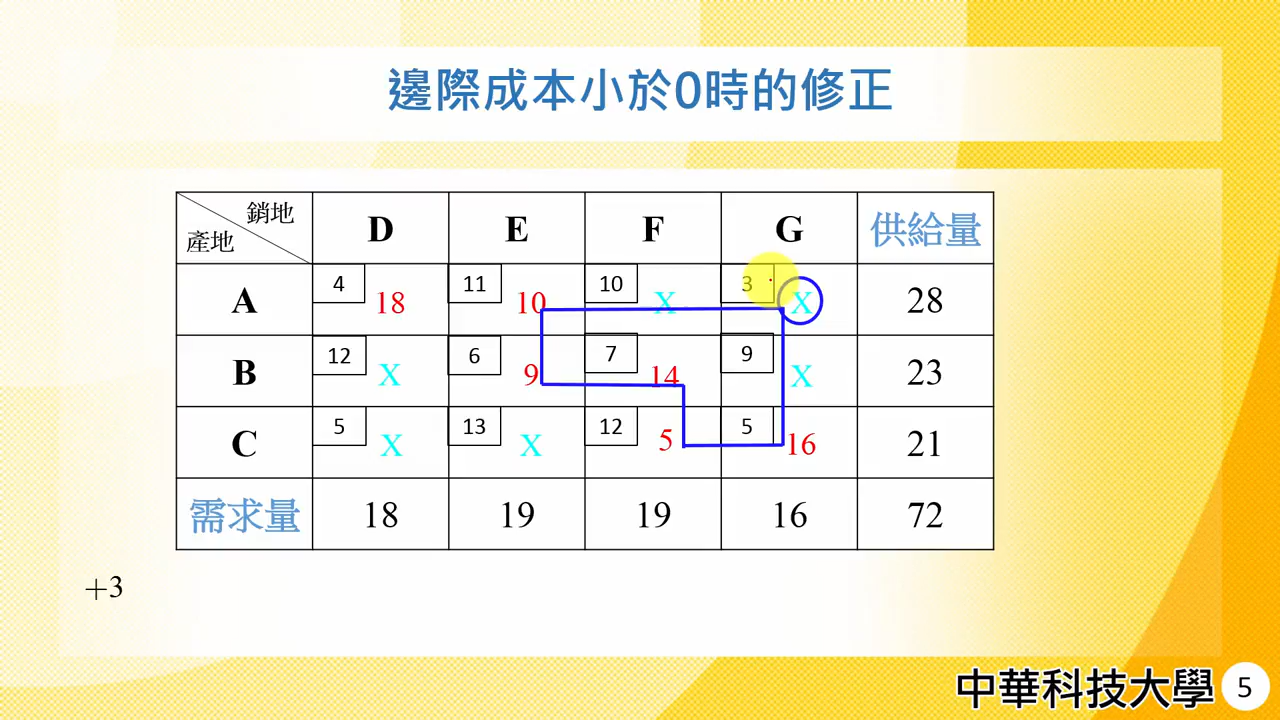 邊際成本小於0時的修正
銷地
產地
D E F G 供給量
A 4 18 11 10 10 X 3 X 28
B 12 X 6 9 7 14 9 X 23
C 5 X 13 X 12 5 5 16 21
需求量 18 19 19 16 72
+3
中華科技大學 5